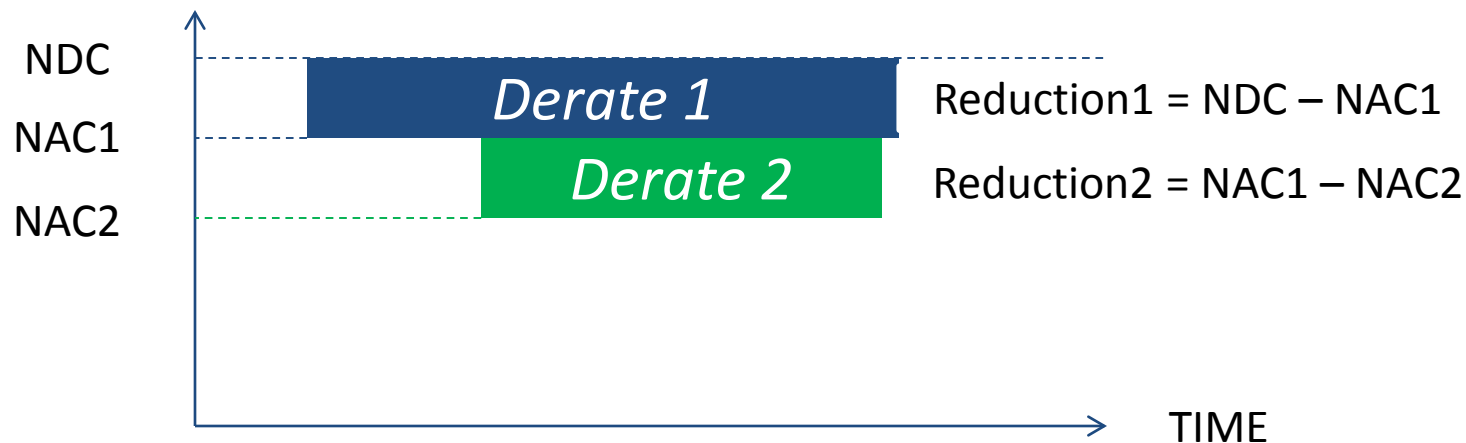 NDC
Derate 1
Reduction1 = NDC – NAC1
NAC1
Derate 2
Reduction2 = NAC1 – NAC2
NAC2
TIME